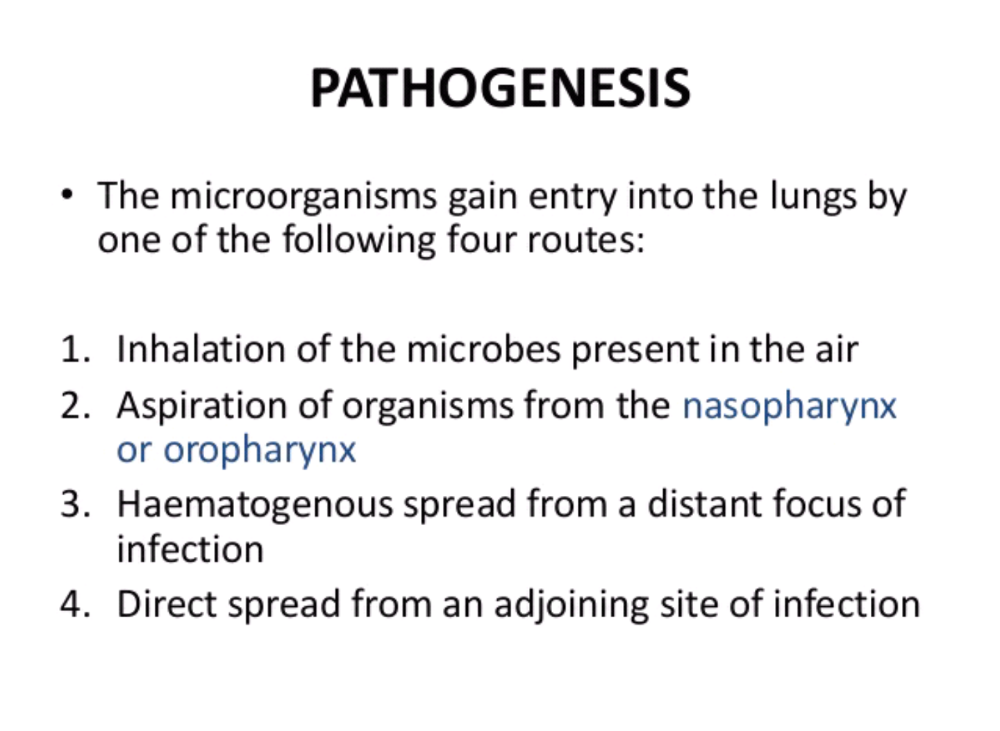 PATHOGENESIS
• The microorganisms gain entry into the lungs by
one of the following four routes:
1. Inhalation of the microbes present in the air
2. Aspiration of organisms from the nasopharynx
or oropharynx
3. Haematogenous spread from a distant focus of
infection
4. Direct spread from an adjoining site of infection